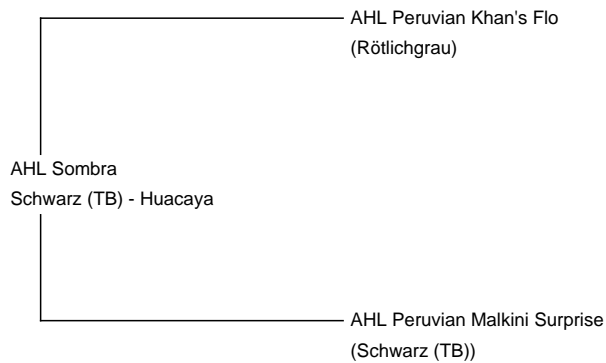 AHL Peruvian Khan's Flo
(Rötlichgrau)
AHL Sombra
Schwarz (TB) - Huacaya
AHL Peruvian Malkini Surprise
(Schwarz (TB))